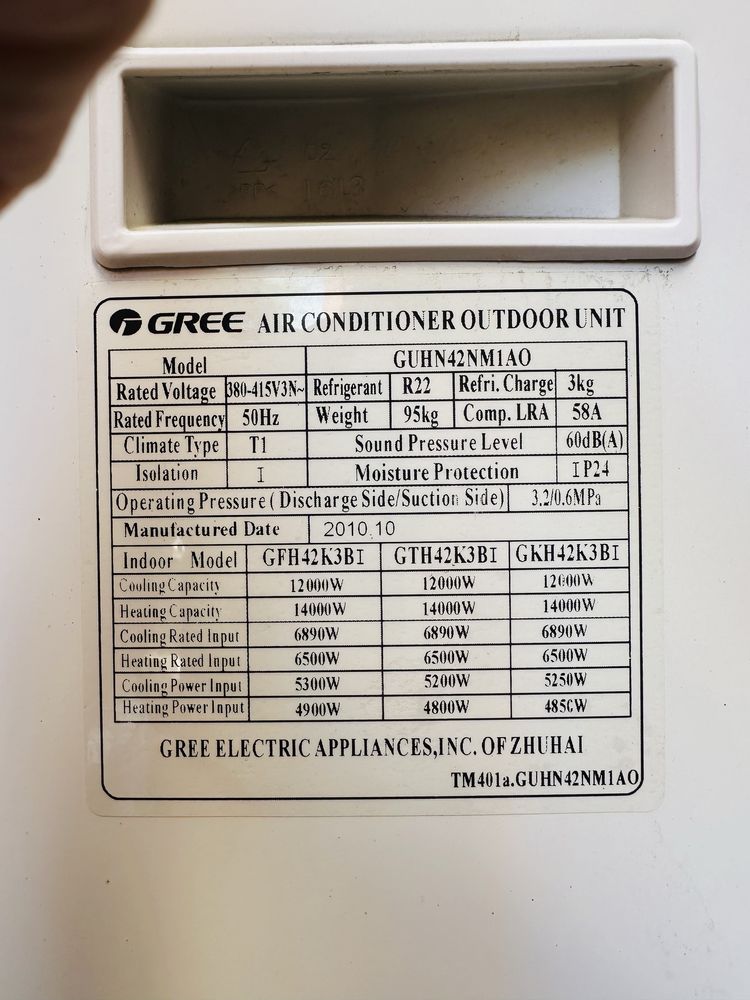 GREE AIR CONDITIONER OUTDOOR UNIT
Model GUHN42NM1AO
Rated Voltage 380-415V3N~ Refrigerant R22 Refri. Charge 3kg
Rated Frequency 50Hz Weight 95kg Comp. LRA 58A
Climate Type T1 Sound Pressure Level 60dB(A)
Isolation I Moisture Protection IP24
Operating Pressure (Discharge Side/Suction Side) 3.2/0.6MPa
Manufactured Date 2010.10
Indoor Model GFH42K3BI GTH42K3BI GKH42K3BI
Cooling Capacity 12000W 12000W 12000W
Heating Capacity 14000W 14000W 14000W
Cooling Rated Input 6890W 6890W 6890W
Heating Rated Input 6500W 6500W 6500W
Cooling Power Input 5300W 5200W 5250W
Heating Power Input 4900W 4800W 4850W
GREE ELECTRIC APPLIANCES,INC. OF ZHUHAI
TM401a.GUHN42NM1AO